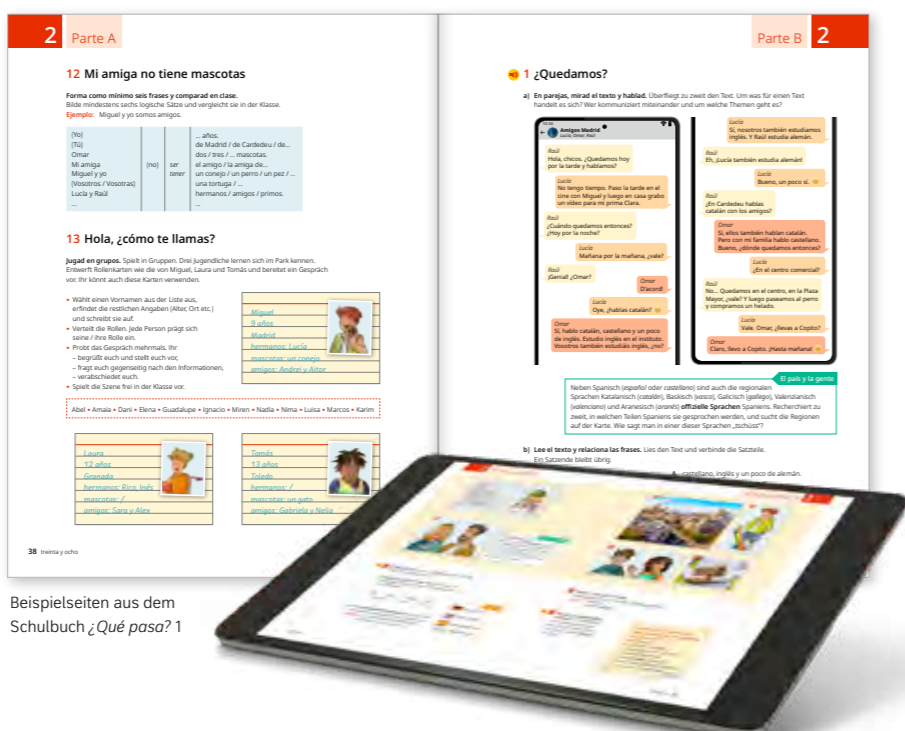 2 Parte A
12 Mi amiga no tiene mascotas
Forma como mínimo seis frases y comparad en clase.
Bilde mindestens sechs logische Sätze und vergleicht sie in der Klasse.
Ejemplo: Miguel y yo somos amigos.
(Yo)
(Tú)
Omar
Mi amiga
Miguel y yo
(Vosotros / Vosotras)
Lucía y Raúl
...
(no)
ser
tener
... años.
de Madrid / de Cardedeu / de...
dos / tres / ... mascotas.
el amigo / la amiga de...
un conejo / un perro / un pez / ...
una tortuga / ...
hermanos / amigos / primos.
...
13 Hola, ¿cómo te llamas?
Jugad en grupos. Spielt in Gruppen. Drei Jugendliche lernen sich im Park kennen.
Entwerft Rollenkarten wie die von Miguel, Laura und Tomás und bereitet ein Gespräch
vor. Ihr könnt auch diese Karten verwenden.
• Wählt einen Vornamen aus der Liste aus,
erfindet die restlichen Angaben (Alter, Ort etc.)
und schreibt sie auf.
• Verteilt die Rollen. Jede Person prägt sich
seine / ihre Rolle ein.
• Probt das Gespräch mehrmals. Ihr
– begrüßt euch und stellt euch vor,
– fragt euch gegenseitig nach den Informationen,
– verabschiedet euch.
• Spielt die Szene frei in der Klasse vor.
Miguel
9 años
Madrid
hermanos: Lucía
mascotas: un conejo
amigos: Andrei y Aitor
Abel • Amaia • Dani • Elena • Guadalupe • Ignacio • Miren • Nadia • Nima • Luisa • Marcos • Karim
Laura
12 años
Granada
hermanos: Rico, Inés
mascotas: /
amigos: Sara y Alex
Tomás
13 años
Toledo
hermanos: /
mascotas: un gato
amigos: Gabriela y Nelia
38 treinta y ocho
Parte B 2
1 ¿Quedamos?
a) En parejas, mirad el texto y hablad. Überfliegt zu zweit den Text. Um was für einen Text
handelt es sich? Wer kommuniziert miteinander und um welche Themen geht es?
Amigos Madrid
Lucía, Omar, Raúl
Raúl
Hola, chicos. ¿Quedamos hoy
por la tarde y hablamos?
Lucía
No tengo tiempo. Paso la tarde en el
cine con Miguel y luego en casa grabo
un vídeo para mi prima Clara.
Raúl
¿Cuándo quedamos entonces?
¿Hoy por la noche?
Lucía
Mañana por la mañana, ¿vale?
Raúl
¡Genial! ¿Omar?
Omar
D'acord!
Lucía
Oye, ¿hablas catalán?
Omar
Sí, hablo catalán, castellano y un poco
de inglés. Estudio inglés en el instituto.
Vosotros también estudiáis inglés, ¿no?
Lucía
Sí, nosotros también estudiamos
inglés. Y Raúl estudia alemán.
Raúl
Eh, ¡Lucía también estudia alemán!
Lucía
Bueno, un poco sí.
Raúl
¿En Cardedeu hablas
catalán con los amigos?
Omar
Sí, ellos también hablan catalán.
Pero con mi familia hablo castellano.
Bueno, ¿dónde quedamos entonces?
Lucía
¿En el centro comercial?
Raúl
No... Quedamos en el centro, en la Plaza
Mayor, ¿vale? Y luego paseamos al perro
y compramos un helado.
Lucía
Vale. Omar, ¿llevas a Copito?
Omar
Claro, llevo a Copito. ¡Hasta mañana!
El país y la gente
Neben Spanisch (español oder castellano) sind auch die regionalen
Sprachen Katalanisch (catalán), Baskisch (vasco), Galicisch (gallego), Valenzianisch
(valenciano) und Aranesisch (aranés) offizielle Sprachen Spaniens. Recherchiert zu
zweit, in welchen Teilen Spaniens sie gesprochen werden, und sucht die Regionen
auf der Karte. Wie sagt man in einer dieser Sprachen „tschüss“?
b) Lee el texto y relaciona las frases. Lies den Text und verbinde die Satzteile.
Ein Satzende bleibt übrig.
castellano, inglés y un poco de alemán.
Beispielseiten aus dem
Schulbuch ¿Qué pasa? 1